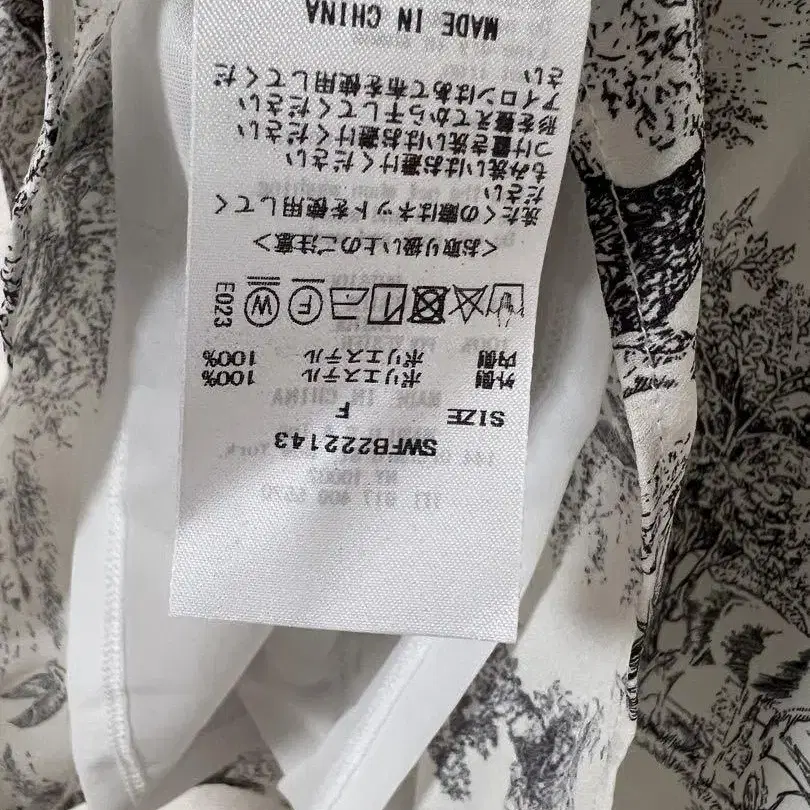 SWFB222143
SIZE F
外側 ポリエステル 100%
内側 ポリエステル 100%
E023
<お取り扱い上のご注意>
洗たくの際はネットを使用してく
ださい
もみ洗いはお避けください
つけ置き洗いはお避けください
形を整えてから干してください
アイロンはあて布を使用してくだ
さい
MADE IN CHINA